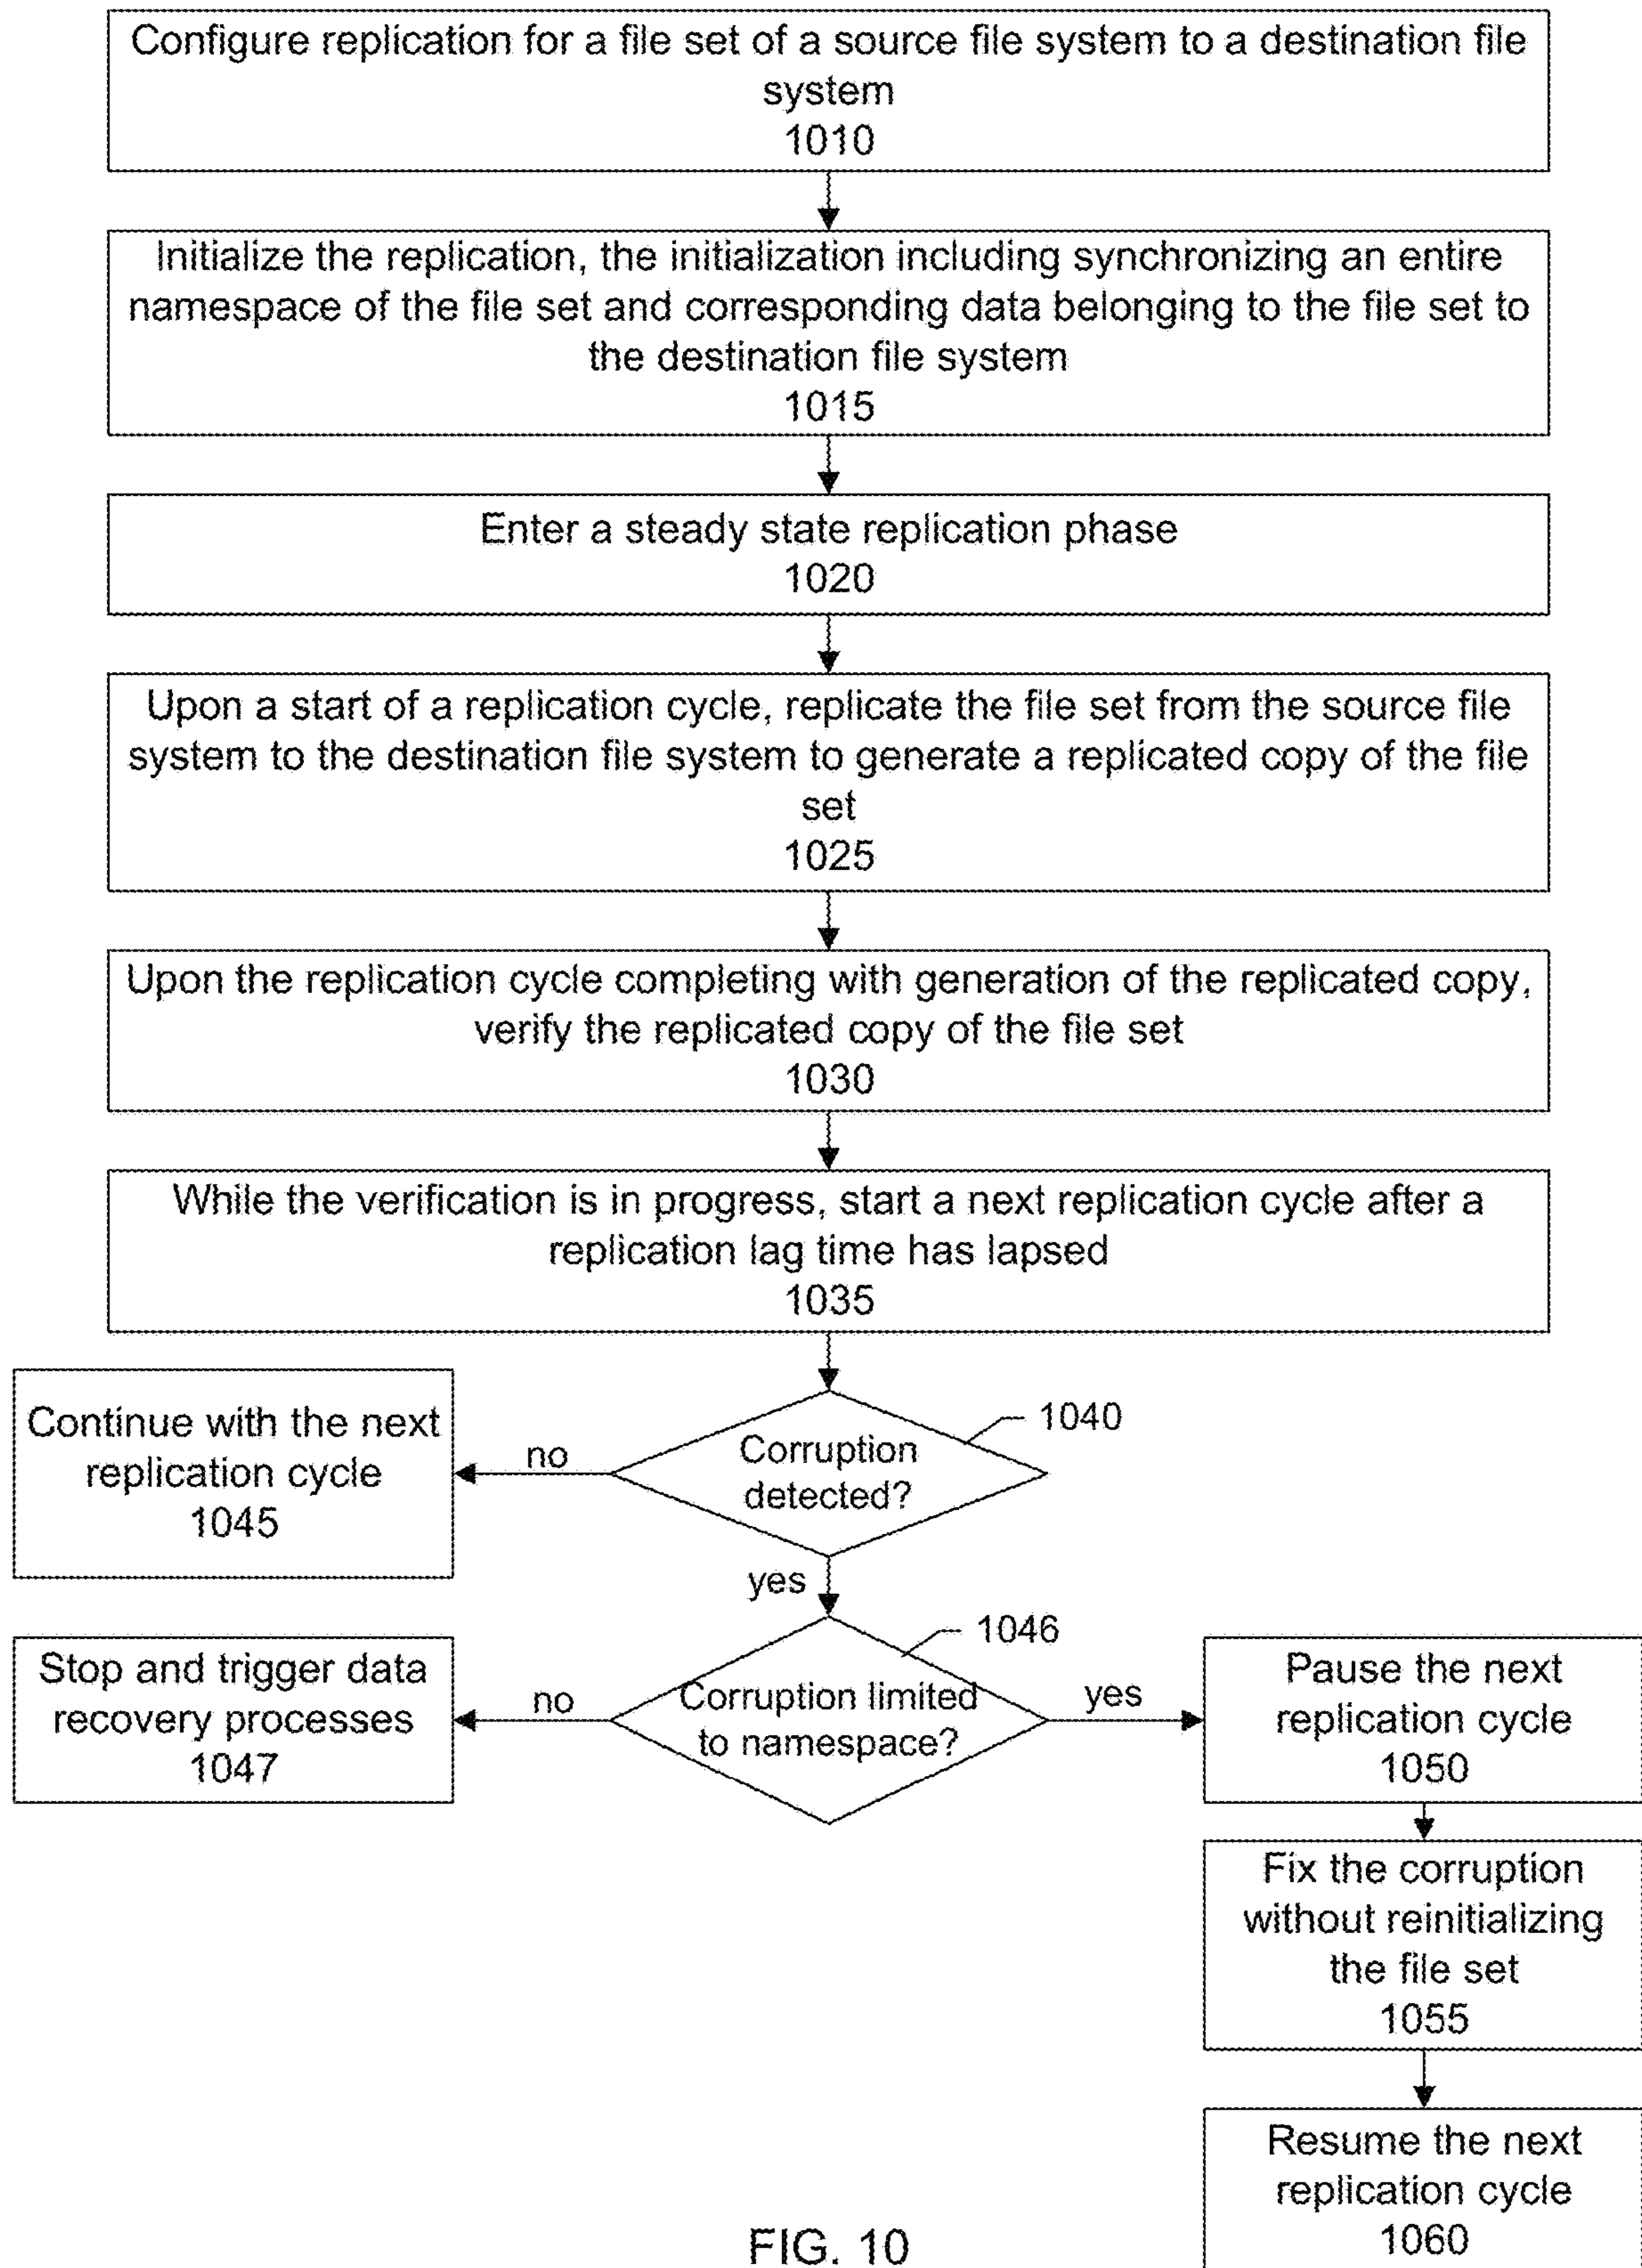 Configure replication for a file set of a source file system to a destination file
system
1010
Initialize the replication, the initialization including synchronizing an entire
namespace of the file set and corresponding data belonging to the file set to
the destination file system
1015
Enter a steady state replication phase
1020
Upon a start of a replication cycle, replicate the file set from the source file
system to the destination file system to generate a replicated copy of the file
set
1025
Upon the replication cycle completing with generation of the replicated copy,
verify the replicated copy of the file set
1030
While the verification is in progress, start a next replication cycle after a
replication lag time has lapsed
1035
Continue with the next
replication cycle
1045
no
Corruption
detected?
1040
yes
Stop and trigger data
recovery processes
1047
no
Corruption limited
to namespace?
1046
yes
Pause the next
replication cycle
1050
Fix the corruption
without reinitializing
the file set
1055
Resume the next
replication cycle
1060
FIG. 10